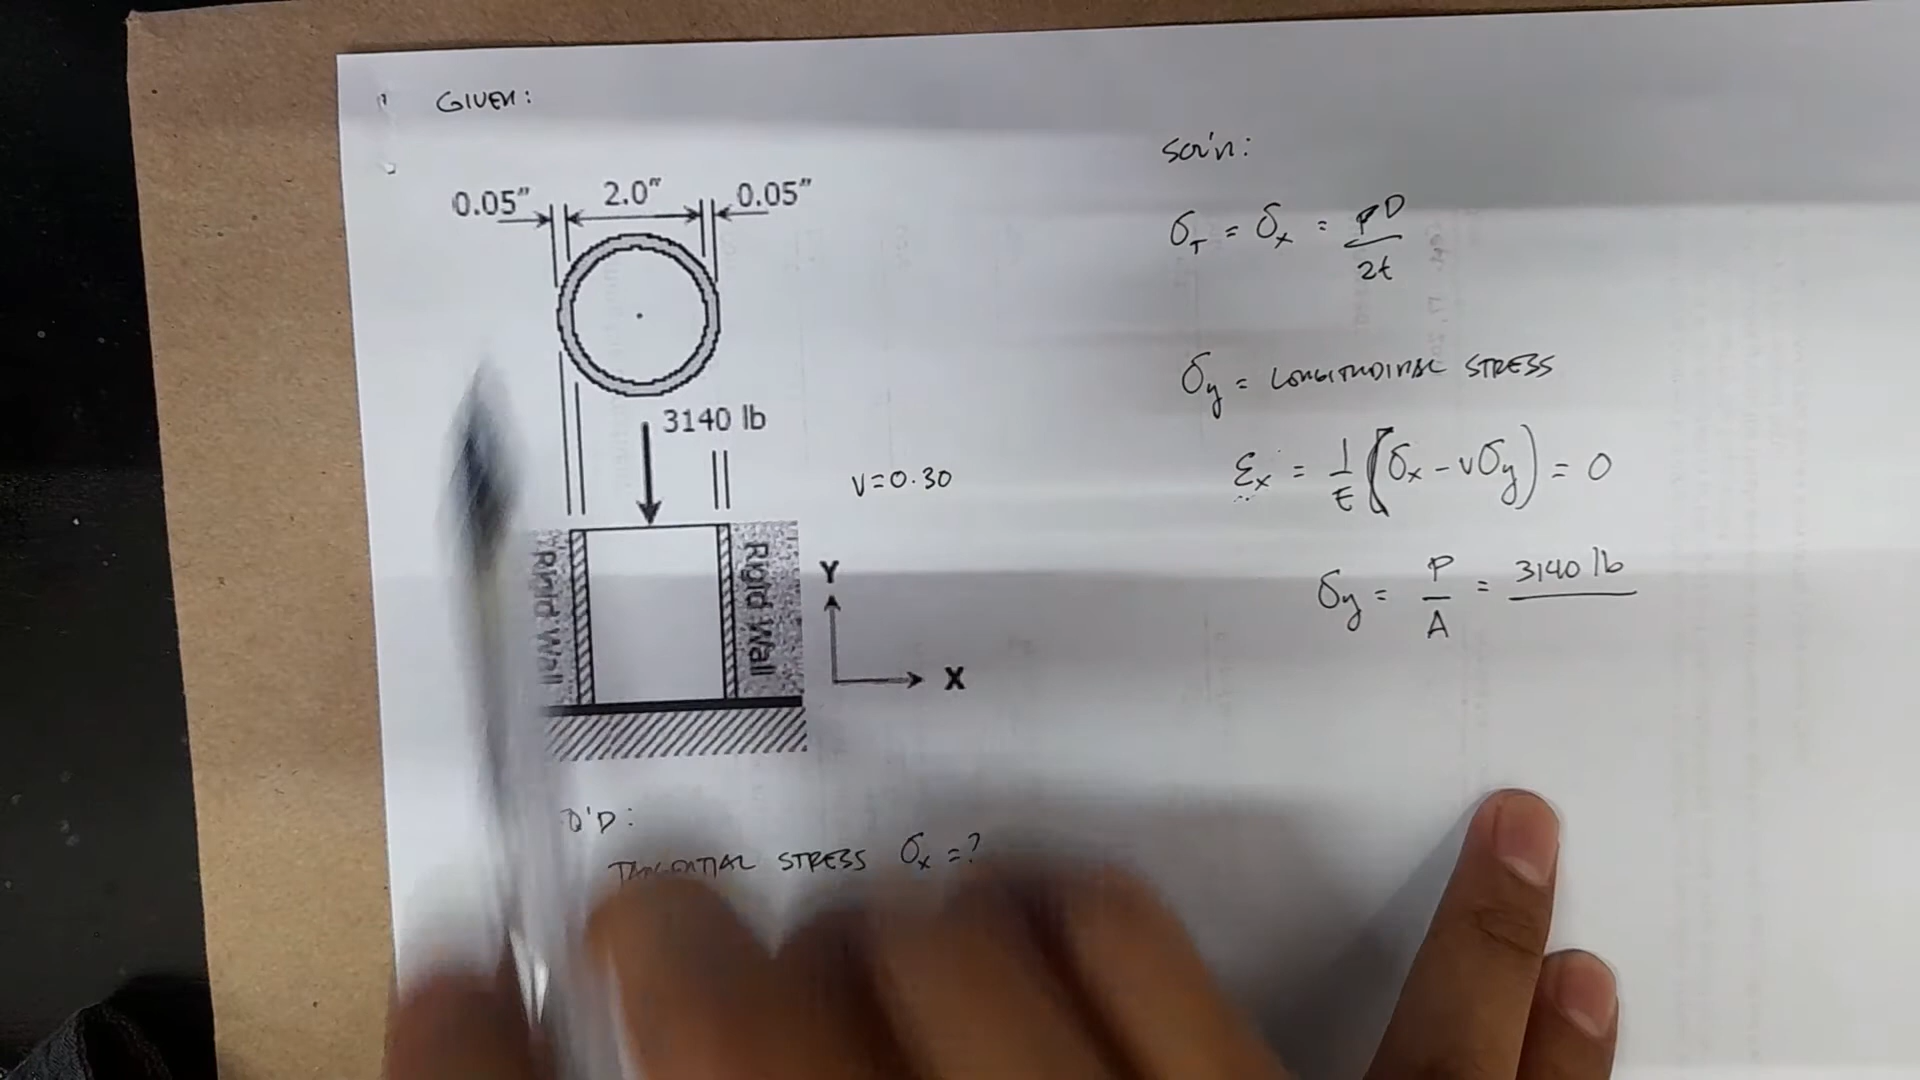 GIVEN:
0.05" 2.0" 0.05"
3140 lb
ν=0.30
Rigid Wall
Rigid Wall
Y
X
Q'D:
TANGENTIAL STRESS σx =?
SOL'N:
σT = σx = pD / 2t
σy = LONGITUDINAL STRESS
εx = 1/E (σx - νσy) = 0
σy = P/A = 3140 lb